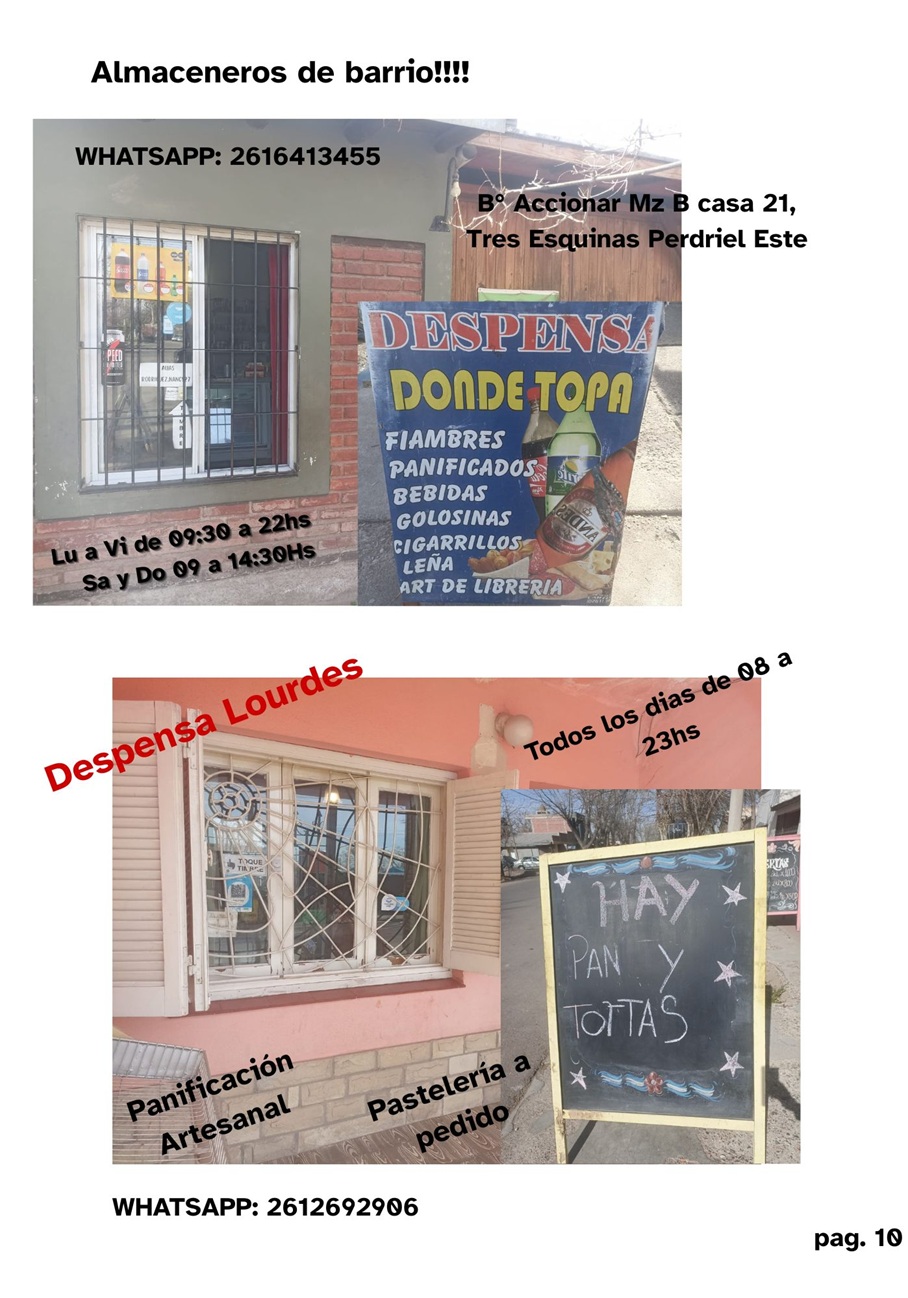 Almaceneros de barrio!!!!
WHATSAPP: 2616413455
B° Accionar Mz B casa 21,
Tres Esquinas Perdriel Este
DESPENSA
DONDE TOPA
FIAMBRES
PANIFICADOS
BEBIDAS
GOLOSINAS
CIGARRILLOS
LEÑA
ART DE LIBRERIA
Lu a Vi de 09:30 a 22hs
Sa y Do 09 a 14:30Hs
Despensa Lourdes
Todos los dias de 08 a
23hs
TOQUE
HAY
PAN Y
TORTAS
Panificación
Artesanal
Pastelería a
pedido
WHATSAPP: 2612692906
pag. 10